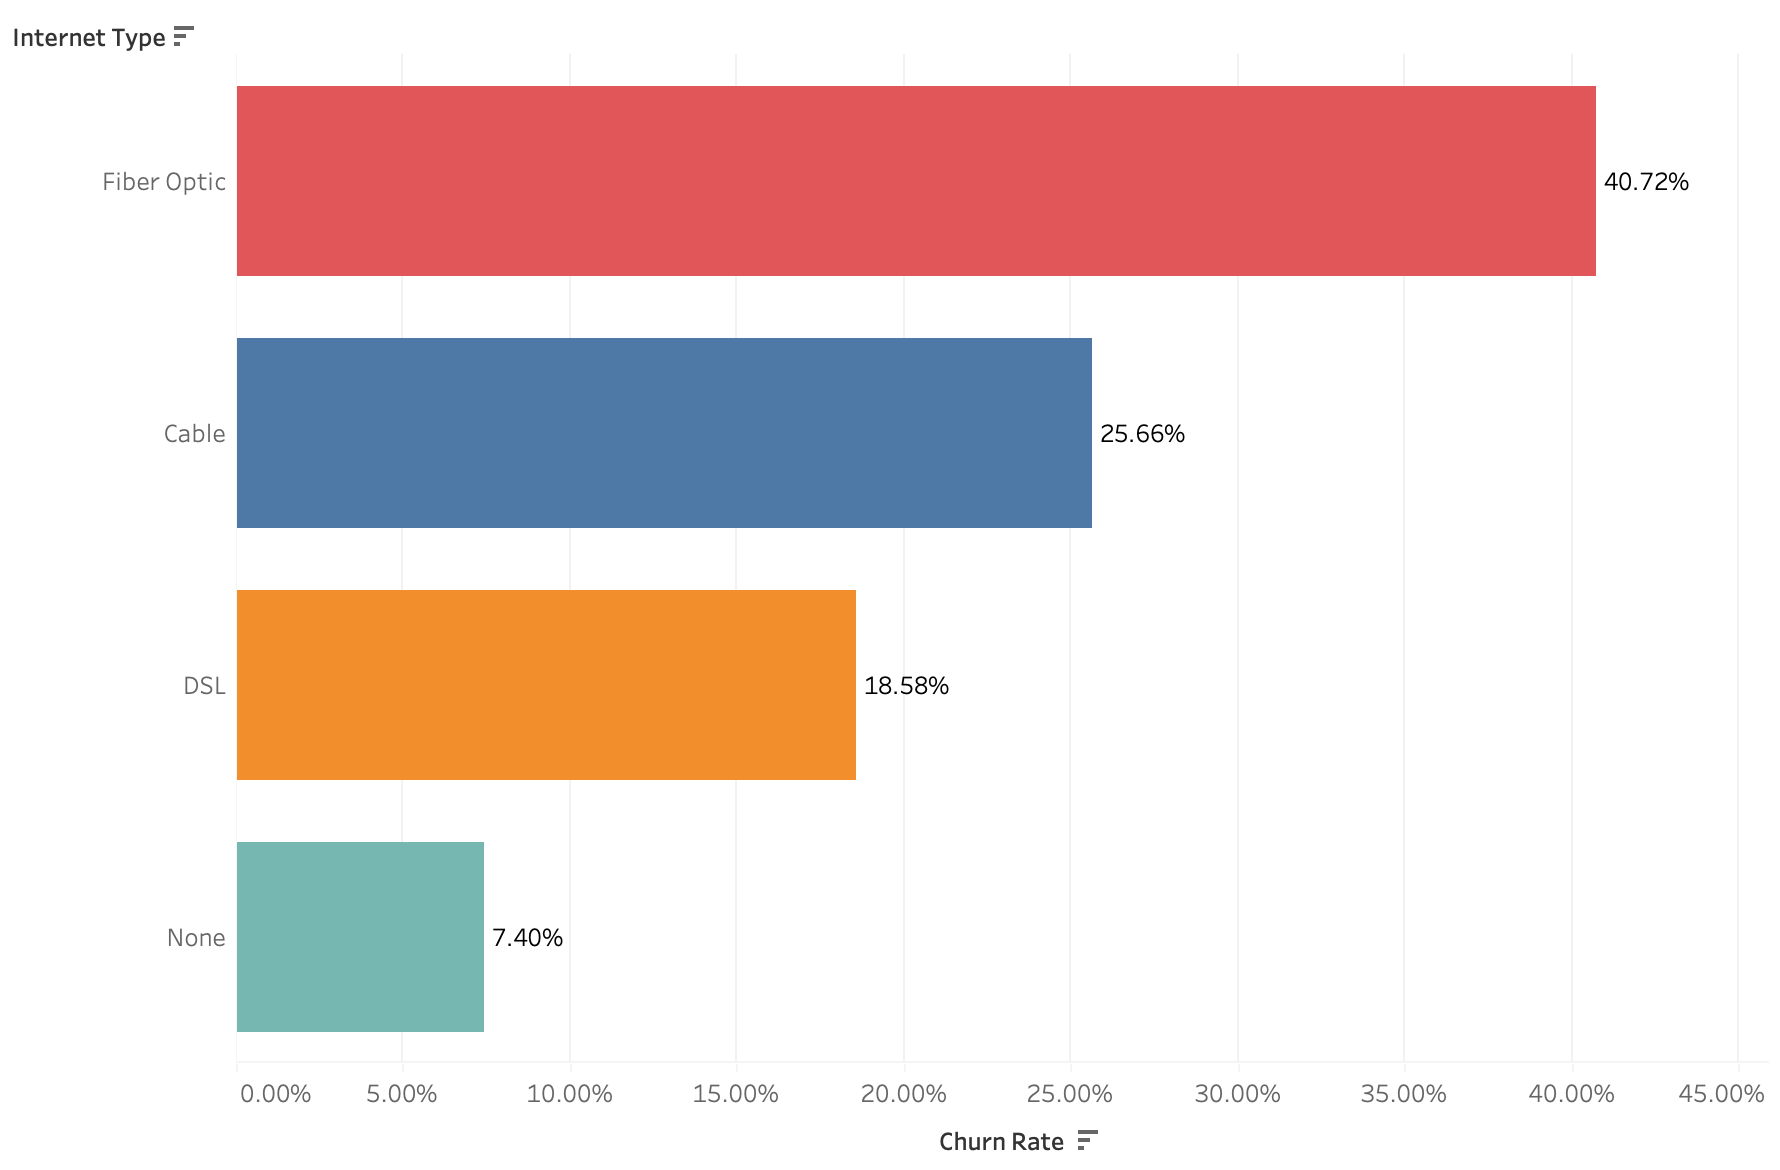 Internet Type
Fiber Optic
40.72%
Cable
25.66%
DSL
18.58%
None
7.40%
0.00% 5.00% 10.00% 15.00% 20.00% 25.00% 30.00% 35.00% 40.00% 45.00%
Churn Rate